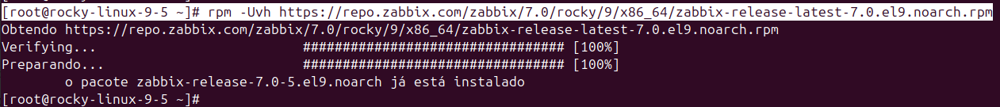 [root@rocky-linux-9-5 ~]# rpm -Uvh https://repo.zabbix.com/zabbix/7.0/rocky/9/x86_64/zabbix-release-latest-7.0.el9.noarch.rpm
Obtendo https://repo.zabbix.com/zabbix/7.0/rocky/9/x86_64/zabbix-release-latest-7.0.el9.noarch.rpm
Verifying...                          ################################# [100%]
Preparando...                         ################################# [100%]
        o pacote zabbix-release-7.0-5.el9.noarch já está instalado
[root@rocky-linux-9-5 ~]#